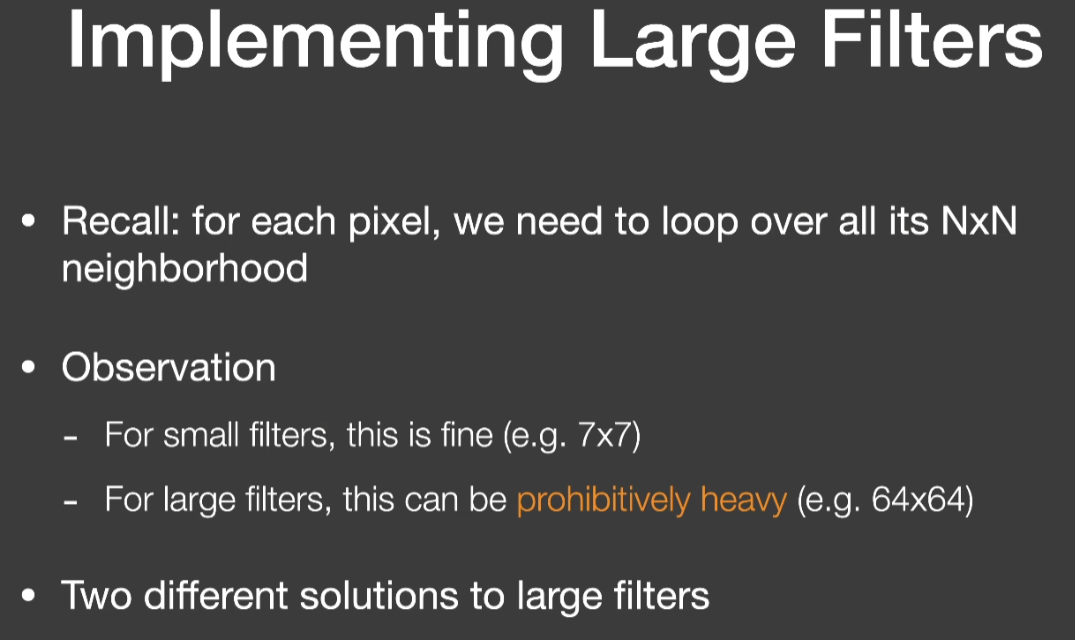 Implementing Large Filters
• Recall: for each pixel, we need to loop over all its NxN
neighborhood
• Observation
- For small filters, this is fine (e.g. 7x7)
- For large filters, this can be prohibitively heavy (e.g. 64x64)
• Two different solutions to large filters